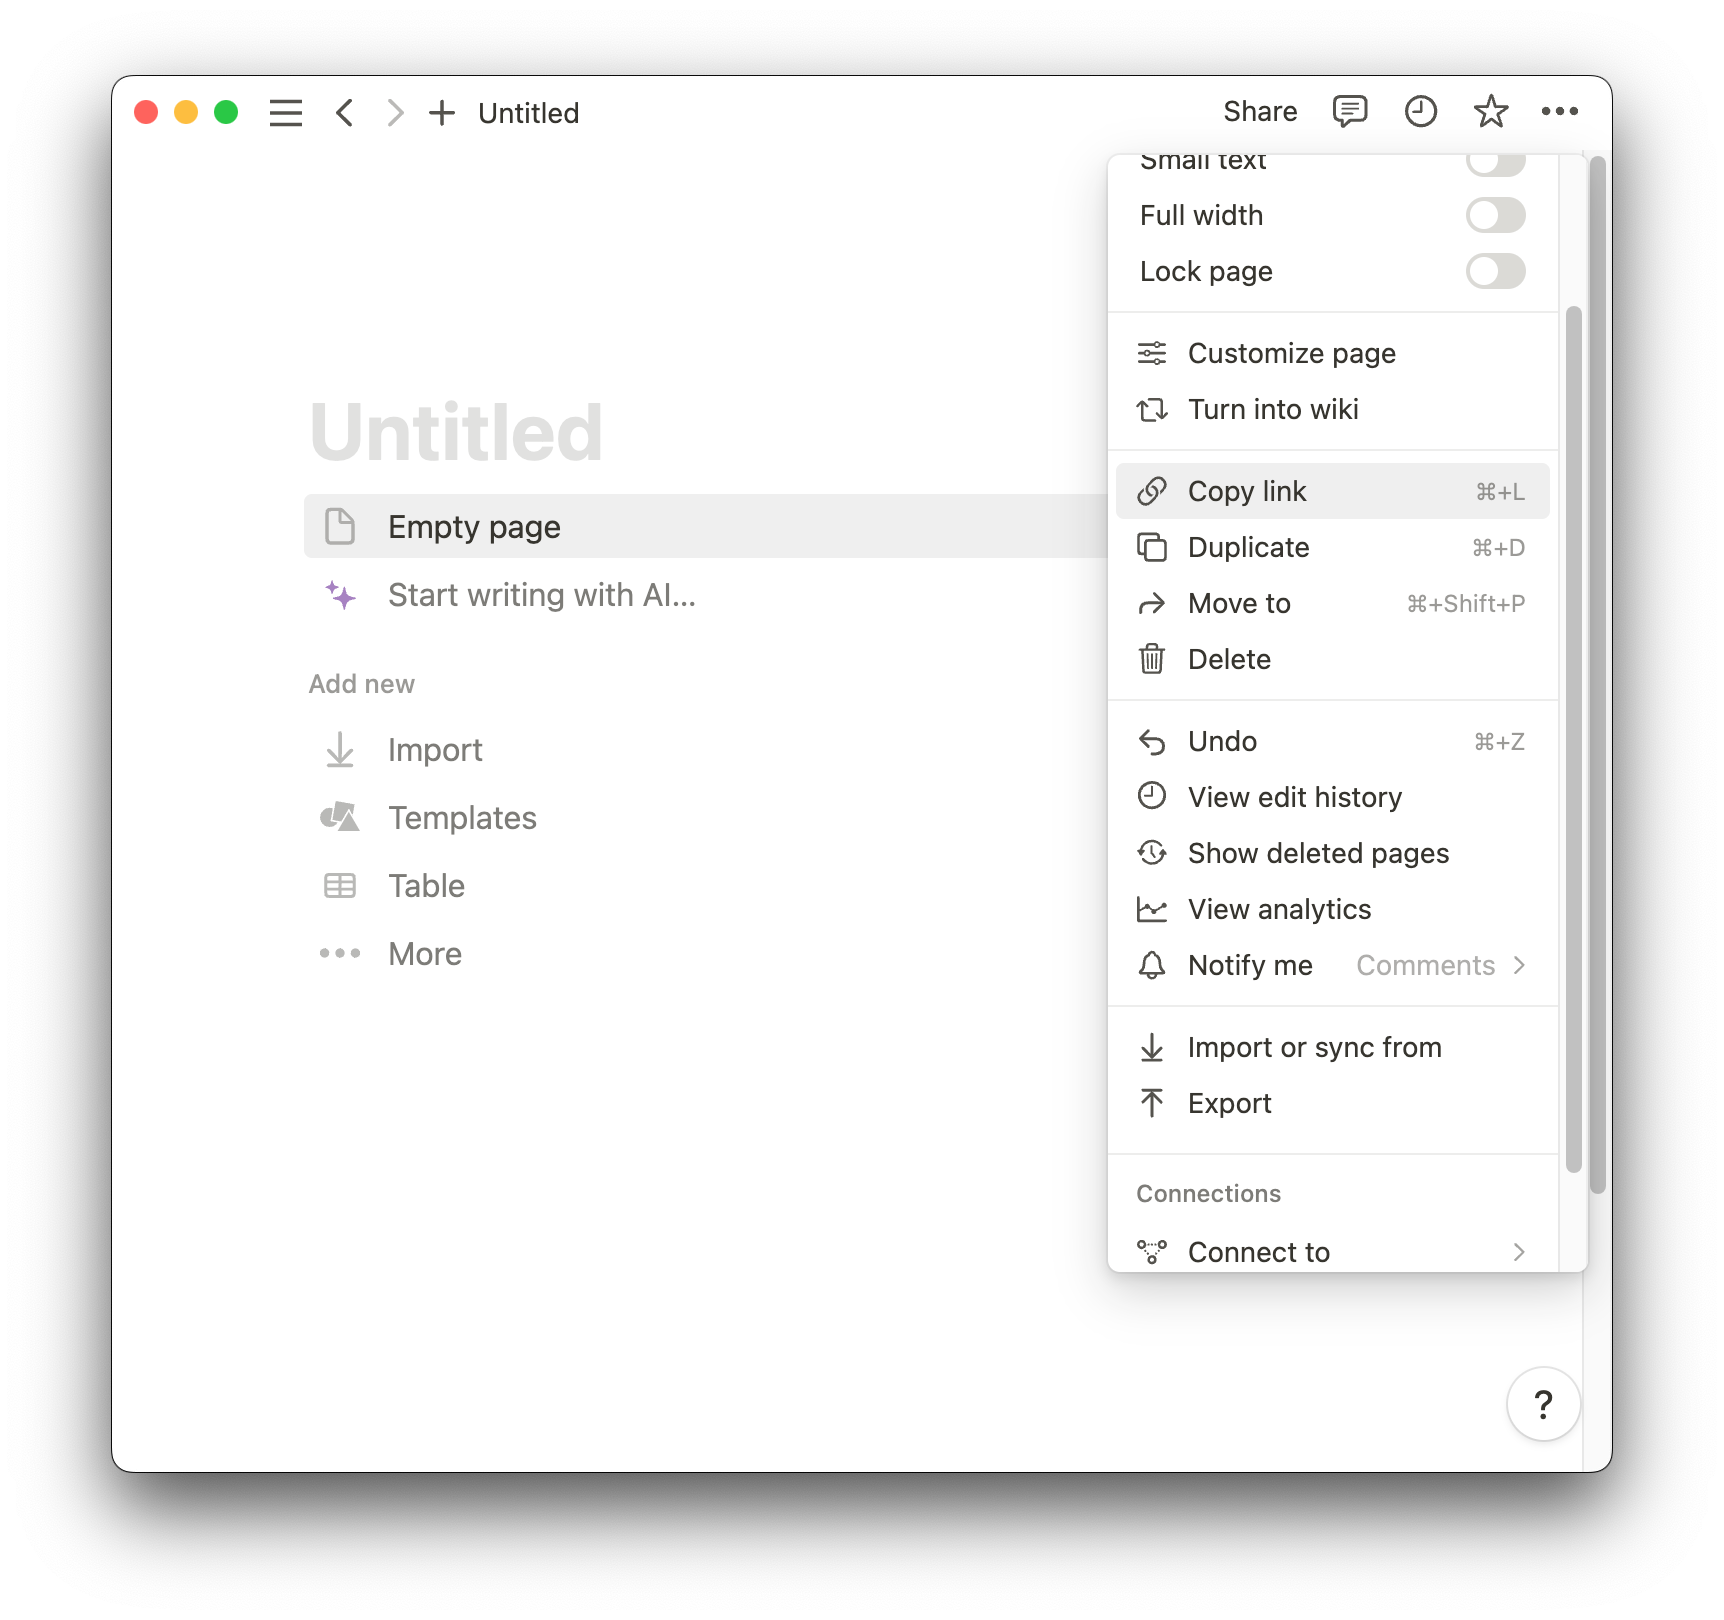 Untitled
Share
Small text
Full width
Lock page
Customize page
Turn into wiki
Copy link ⌘+L
Duplicate ⌘+D
Move to ⌘+Shift+P
Delete
Undo ⌘+Z
View edit history
Show deleted pages
View analytics
Notify me Comments
Import or sync from
Export
Connections
Connect to
Untitled
Empty page
Start writing with AI...
Add new
Import
Templates
Table
More
?